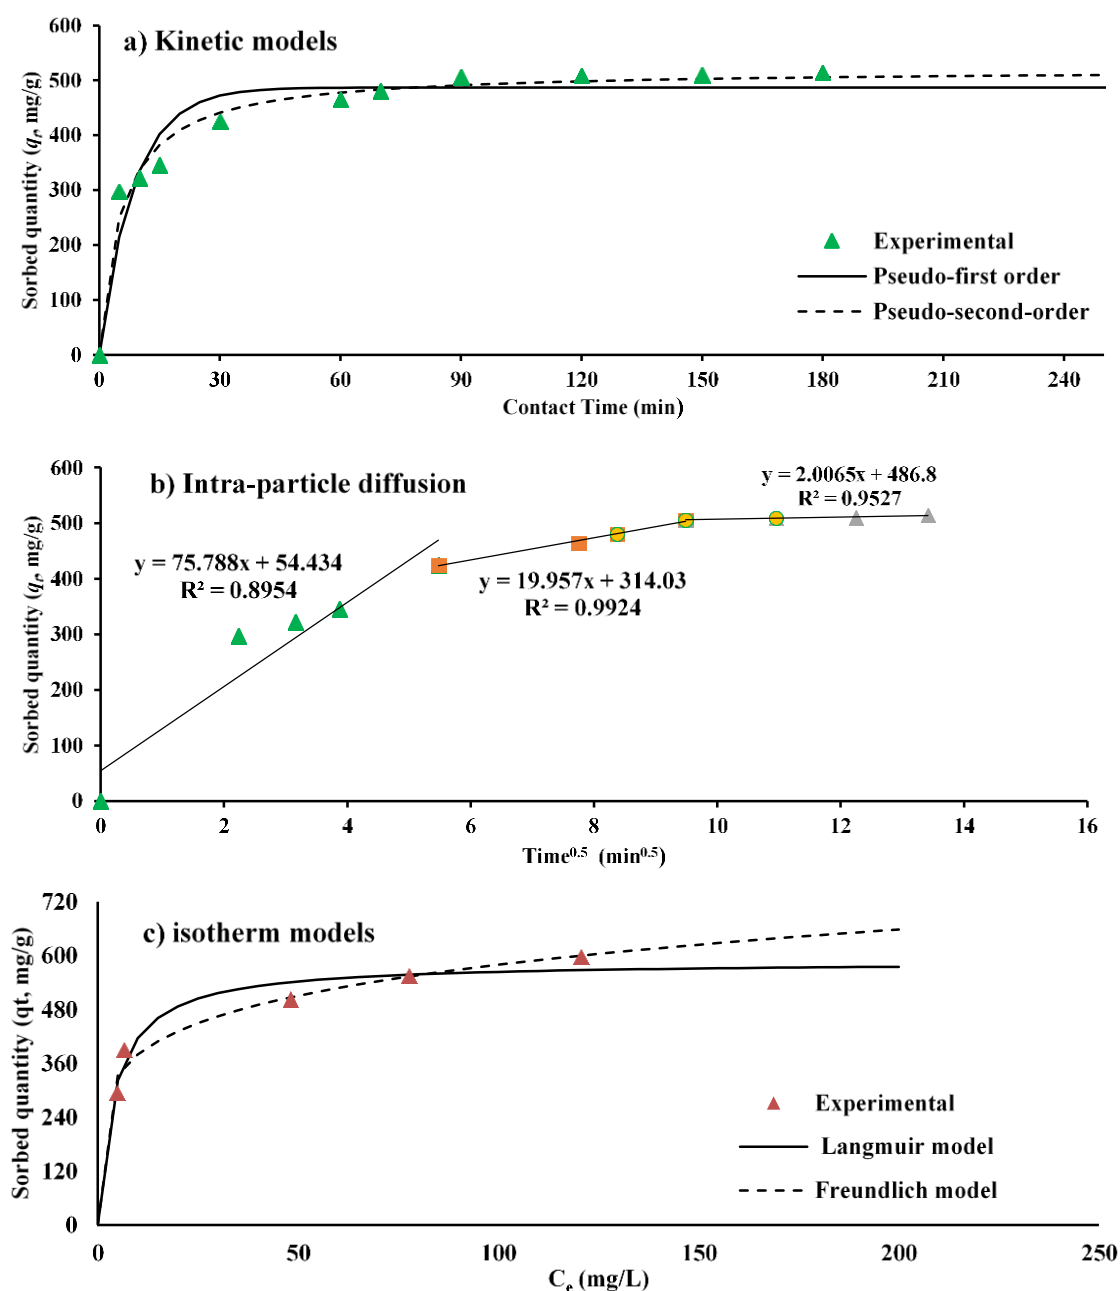 a) Kinetic models
Sorbed quantity (qt, mg/g)
600
500
400
300
200
100
0
Experimental
Pseudo-first order
Pseudo-second-order
0 30 60 90 120 150 180 210 240
Contact Time (min)
b) Intra-particle diffusion
Sorbed quantity (qt, mg/g)
600
500
400
300
200
100
0
y = 75.788x + 54.434
R² = 0.8954
y = 19.957x + 314.03
R² = 0.9924
y = 2.0065x + 486.8
R² = 0.9527
0 2 4 6 8 10 12 14 16
Time0.5 (min0.5)
c) isotherm models
Sorbed quantity (qt, mg/g)
720
600
480
360
240
120
0
Experimental
Langmuir model
Freundlich model
0 50 100 150 200 250
Ce (mg/L)